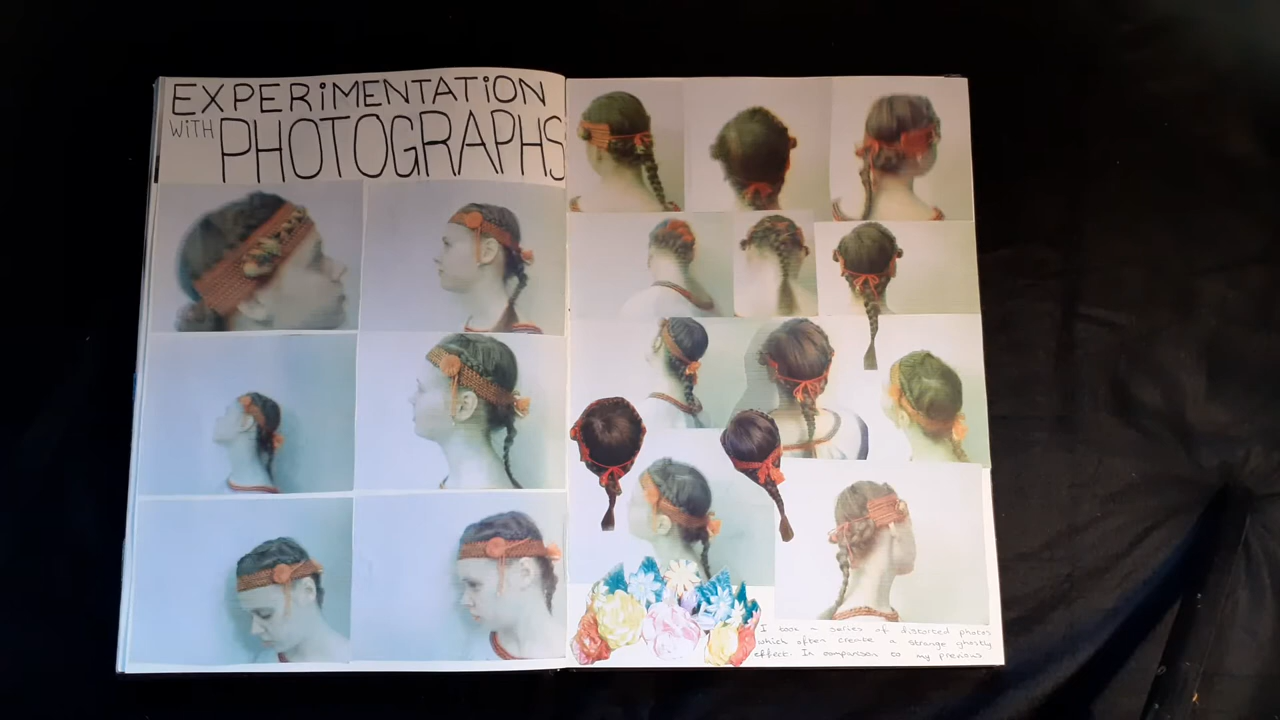 EXPERiMENTATiON
WiTH PHOTOGRAPHS
I took a series of distorted photos
which often create a strange ghostly
effect. In comparison to my previous